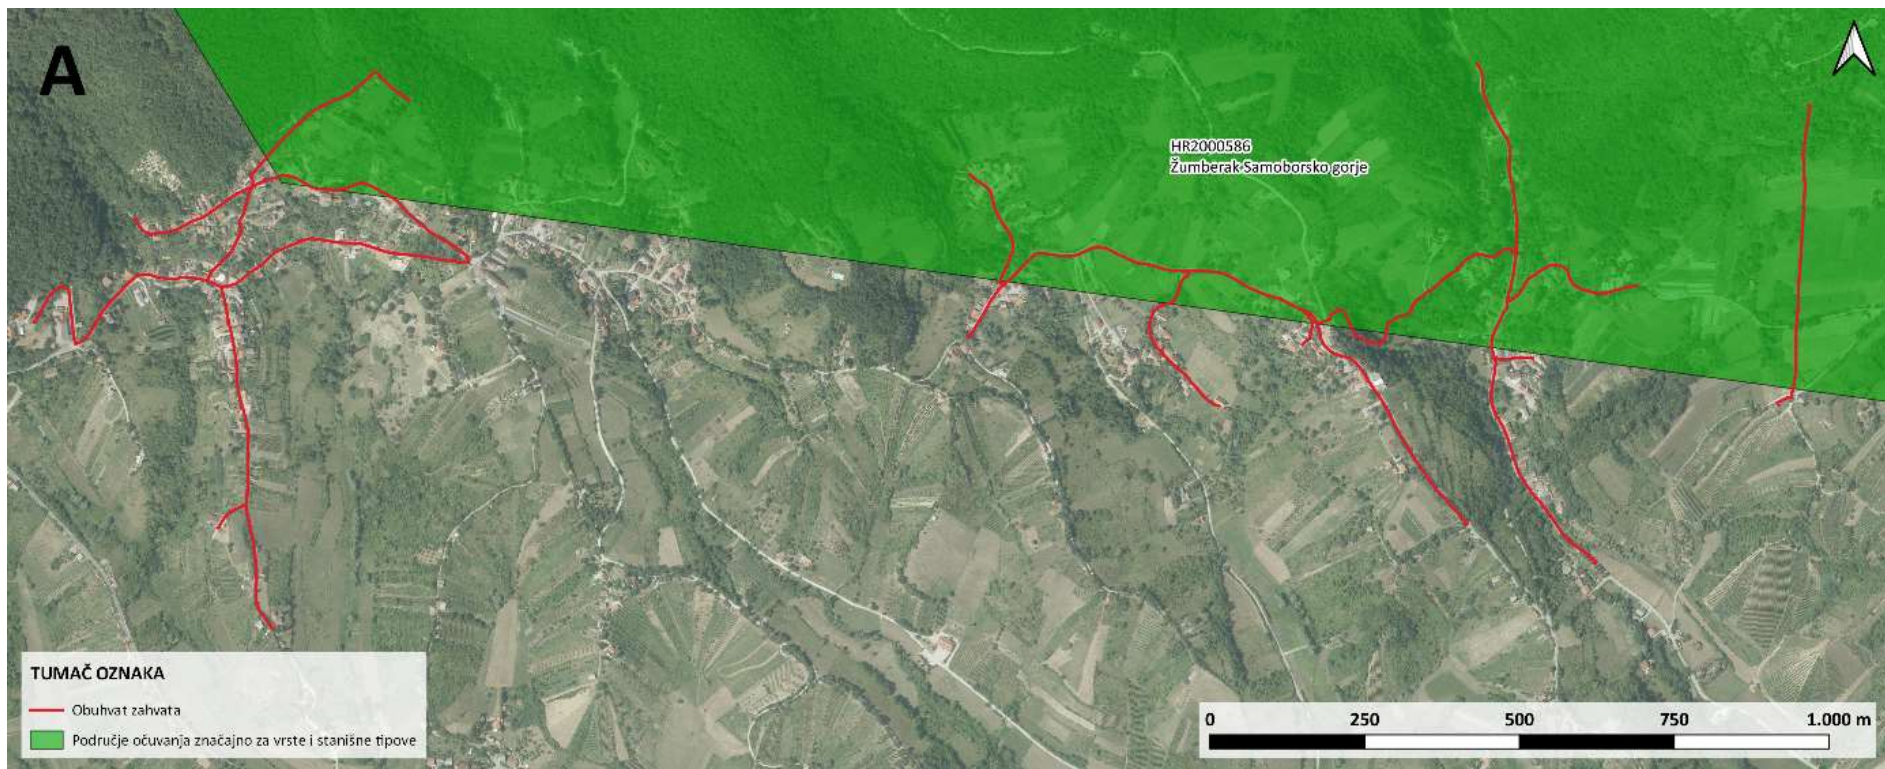 A
HR2000586
Žumberak Samoborsko gorje
TUMAČ OZNAKA
Obuhvat zahvata
Područje očuvanja značajno za vrste i stanišne tipove
0 250 500 750 1.000 m